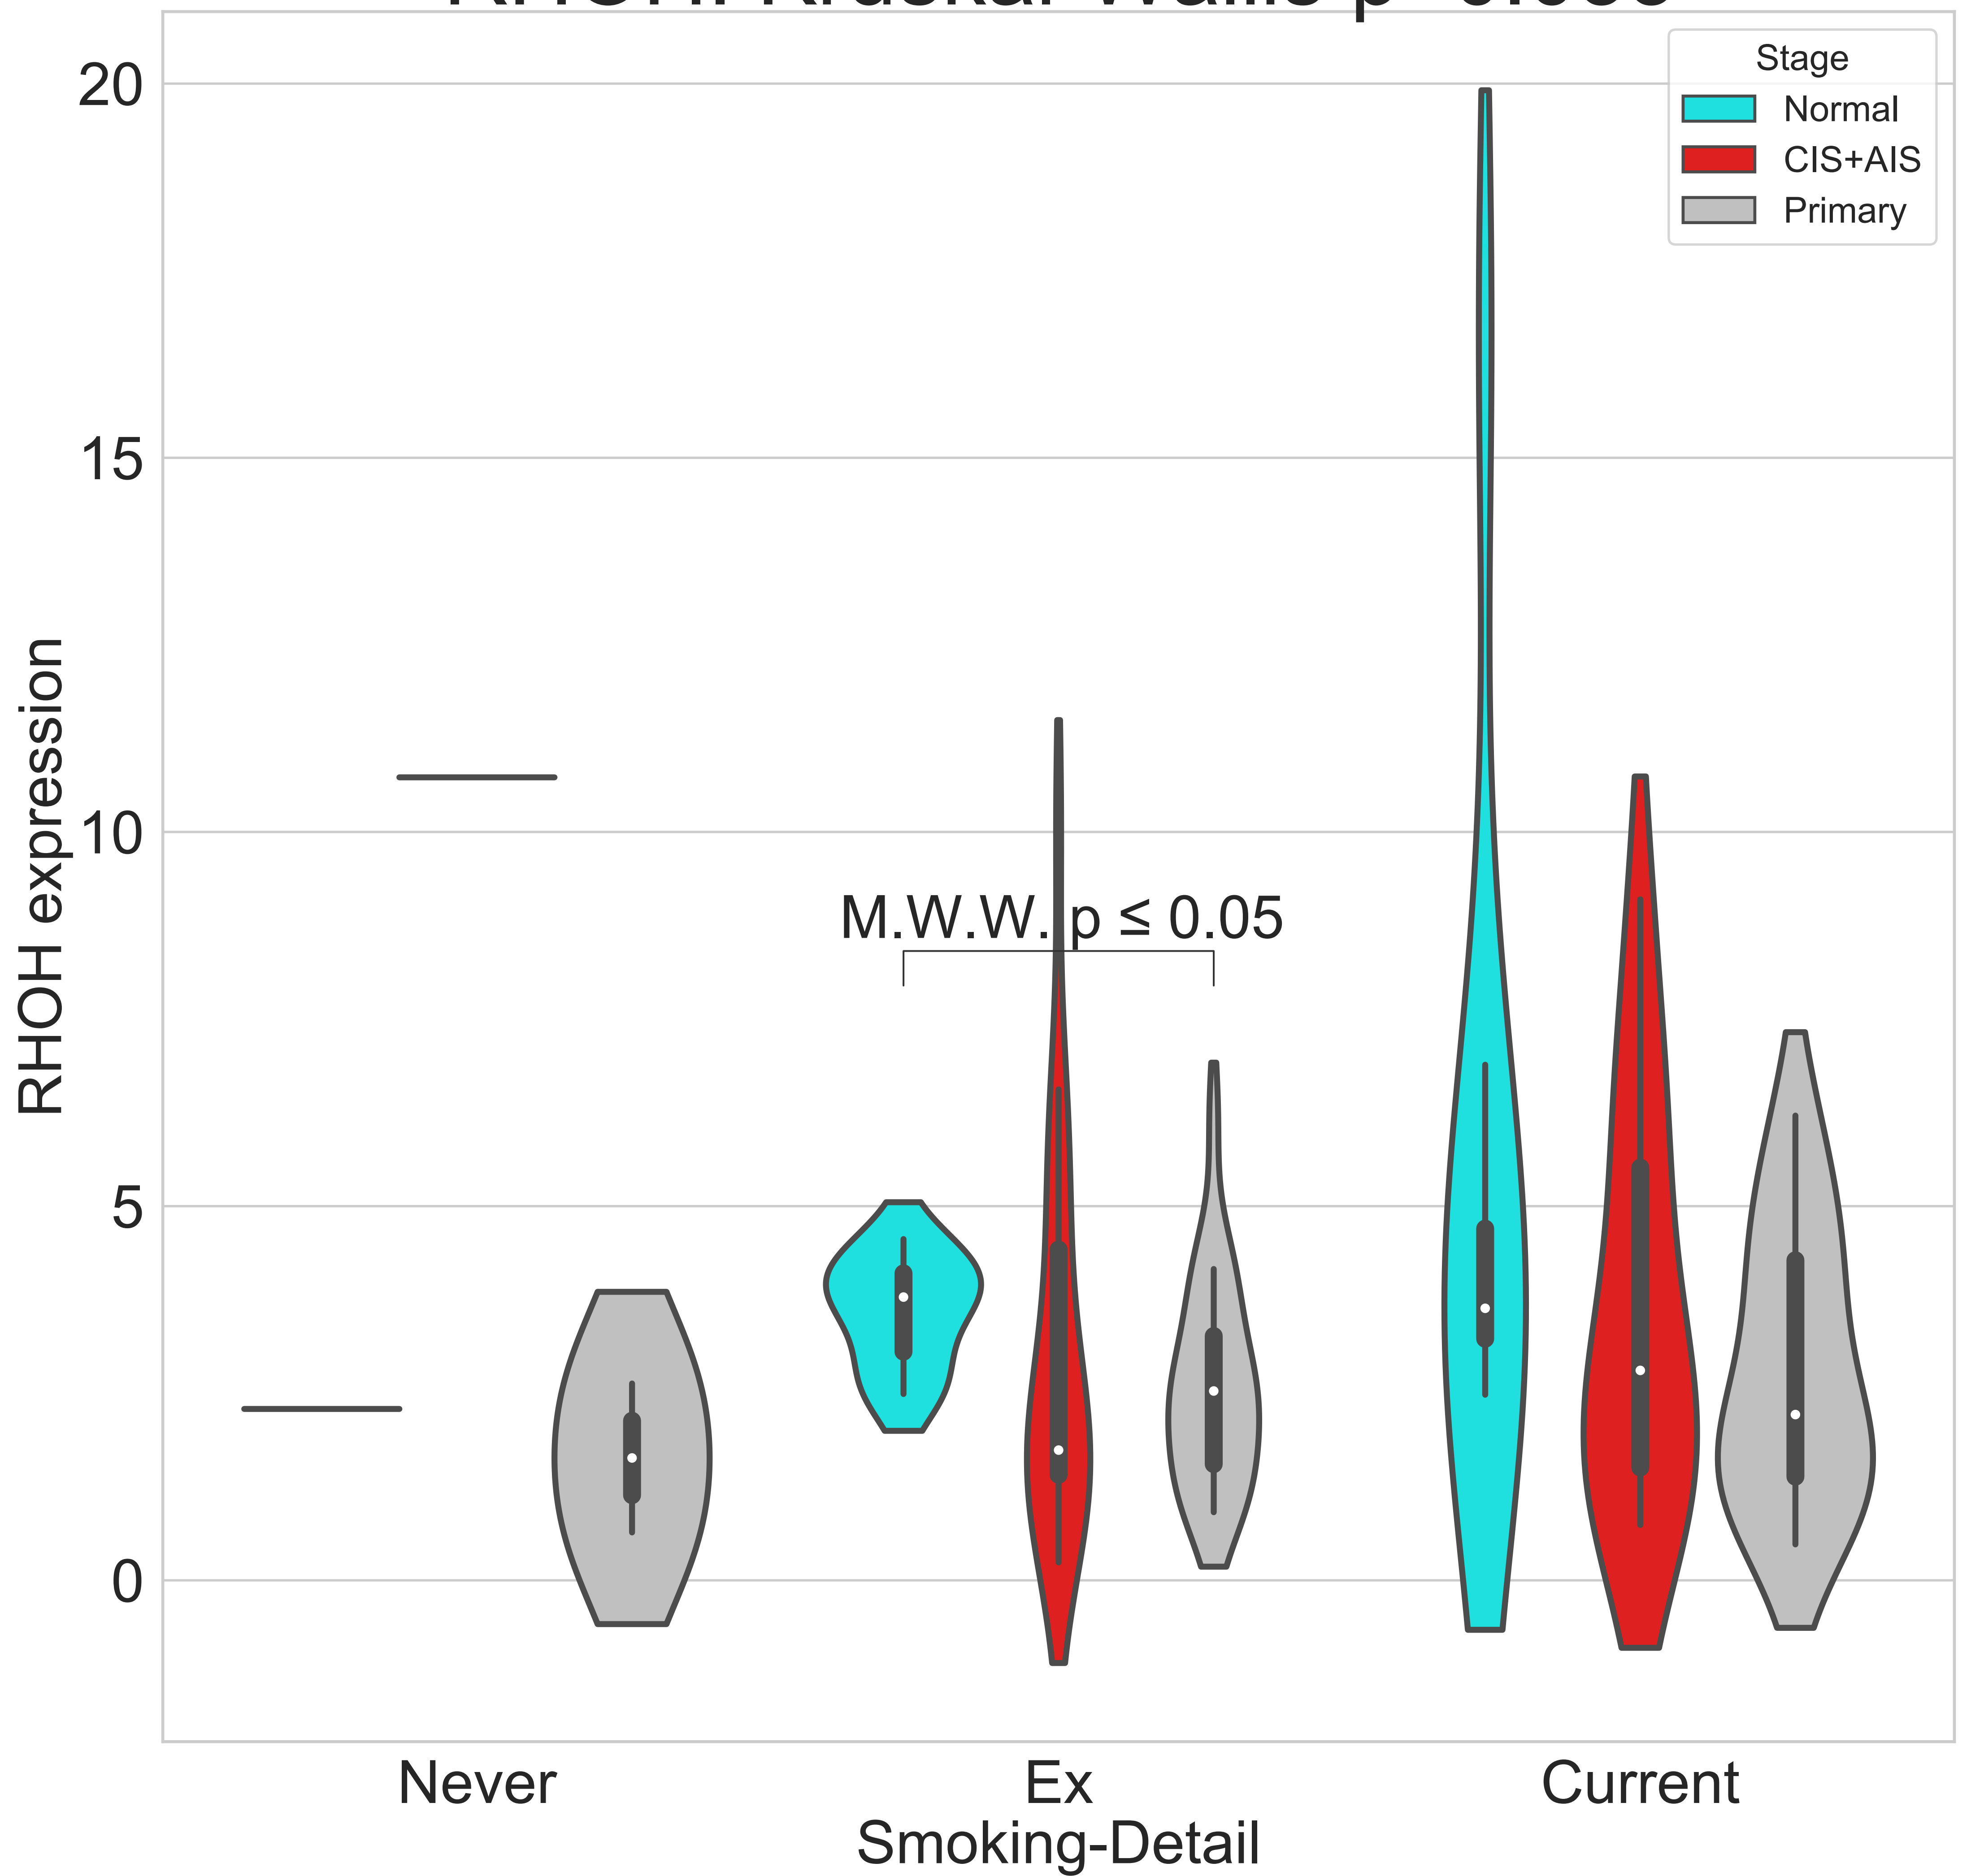 Stage
Normal
CIS+AIS
Primary
20
15
10
5
0
RHOH expression
M.W.W. p ≤ 0.05
Never
Ex
Current
Smoking-Detail